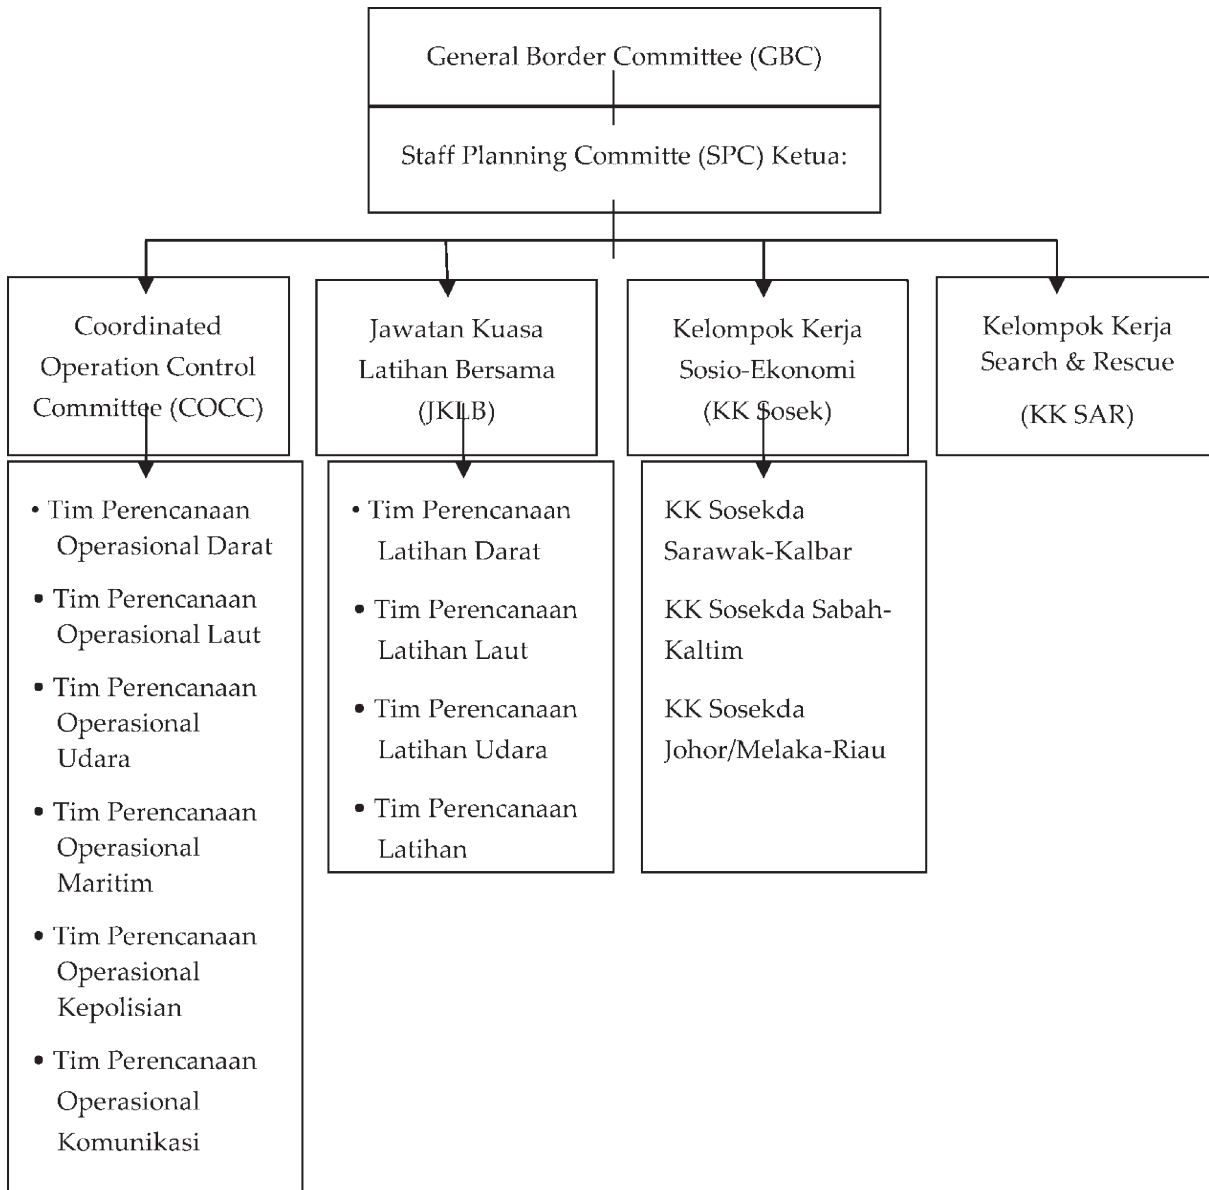 General Border Committee (GBC)
Staff Planning Committe (SPC) Ketua:
Coordinated
Operation Control
Committee (COCC)
Jawatan Kuasa
Latihan Bersama
(JKLB)
Kelompok Kerja
Sosio-Ekonomi
(KK Sosek)
Kelompok Kerja
Search & Rescue
(KK SAR)
• Tim Perencanaan
Operasional Darat
• Tim Perencanaan
Operasional Laut
• Tim Perencanaan
Operasional
Udara
• Tim Perencanaan
Operasional
Maritim
• Tim Perencanaan
Operasional
Kepolisian
• Tim Perencanaan
Operasional
Komunikasi
• Tim Perencanaan
Latihan Darat
• Tim Perencanaan
Latihan Laut
• Tim Perencanaan
Latihan Udara
• Tim Perencanaan
Latihan
KK Sosekda
Sarawak-Kalbar
KK Sosekda Sabah-
Kaltim
KK Sosekda
Johor/Melaka-Riau